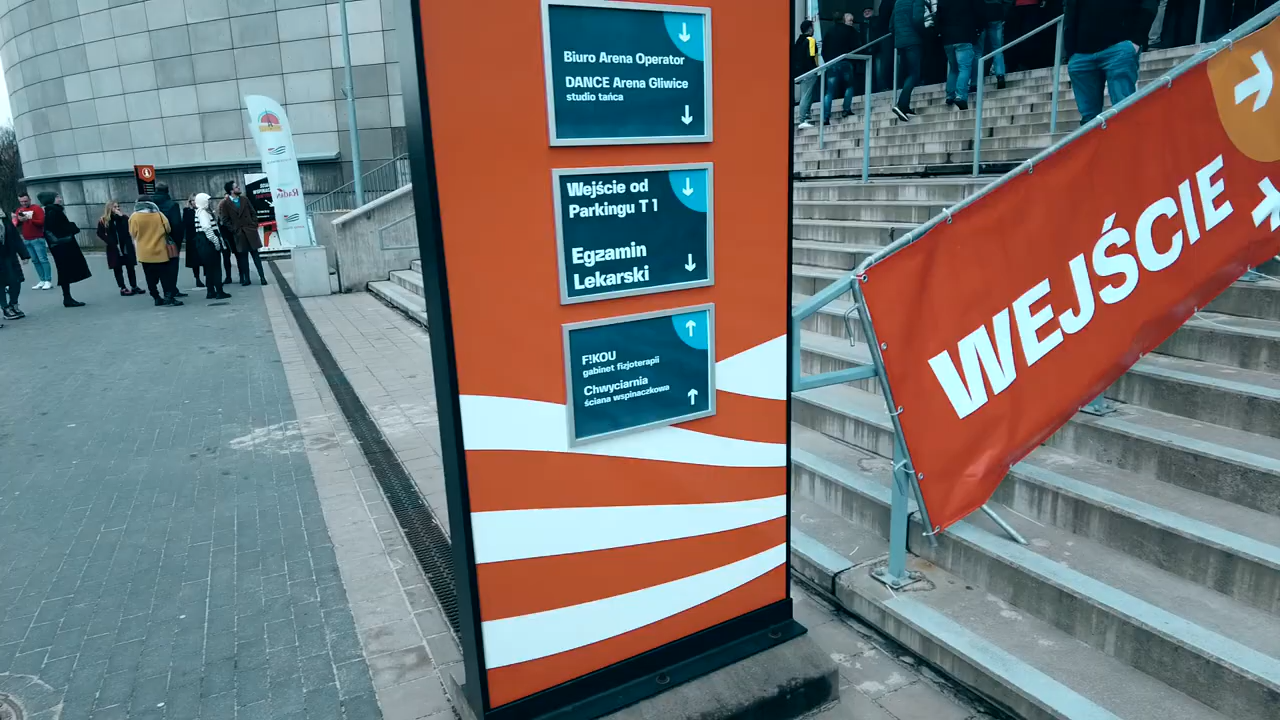 Biuro Arena Operator
DANCE Arena Gliwice
studio tańca
Wejście od
Parkingu T 1
Egzamin
Lekarski
F!KOU
gabinet fizjoterapii
Chwyciarnia
ściana wspinaczkowa
WEJŚCIE